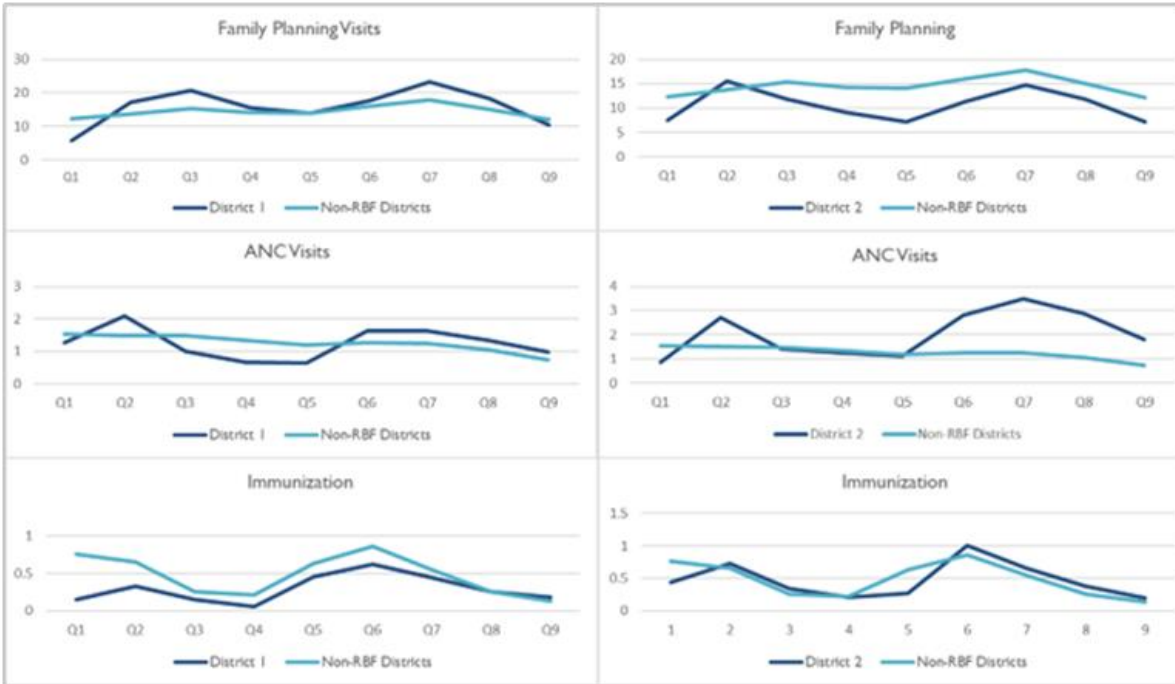 Family Planning Visits
30
20
10
0
Q1 Q2 Q3 Q4 Q5 Q6 Q7 Q8 Q9
District 1 Non-RBF Districts
Family Planning
20
15
10
5
0
Q1 Q2 Q3 Q4 Q5 Q6 Q7 Q8 Q9
District 2 Non-RBF Districts
ANC Visits
3
2
1
0
Q1 Q2 Q3 Q4 Q5 Q6 Q7 Q8 Q9
District 1 Non-RBF Districts
ANC Visits
4
3
2
1
0
Q1 Q2 Q3 Q4 Q5 Q6 Q7 Q8 Q9
District 2 Non-RBF Districts
Immunization
1
0.5
0
Q1 Q2 Q3 Q4 Q5 Q6 Q7 Q8 Q9
District 1 Non-RBF Districts
Immunization
1.5
1
0.5
0
1 2 3 4 5 6 7 8 9
District 2 Non-RBF Districts